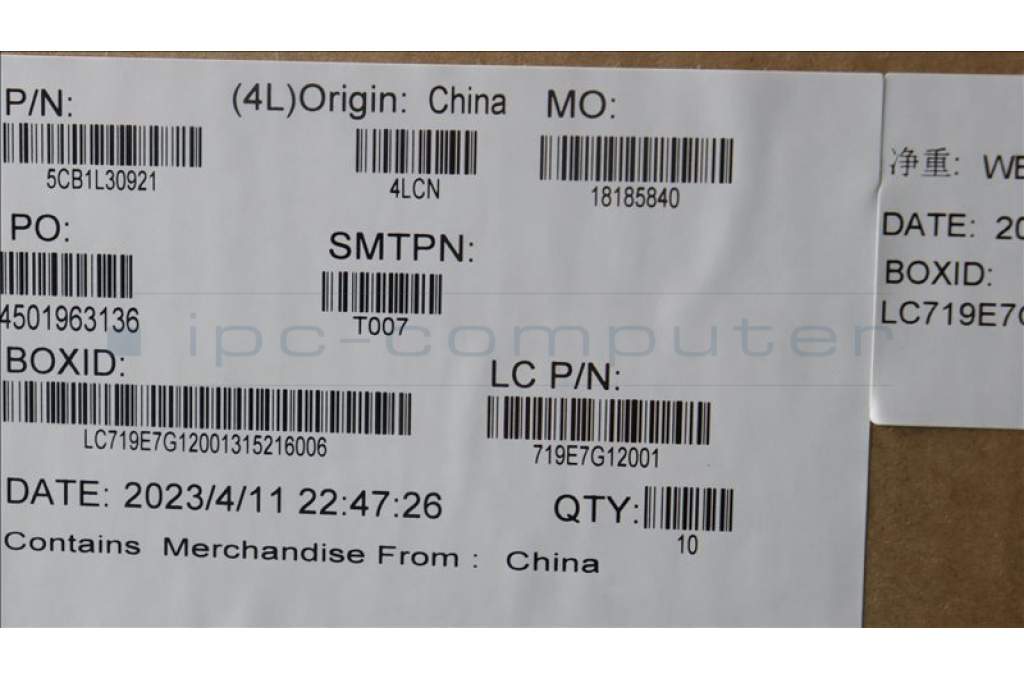 P/N:
5CB1L30921
(4L)Origin: China
4LCN
MO:
18185840
PO:
4501963136
SMTPN:
T007
ipc-computer
BOXID:
LC719E7G12001315216006
LC P/N:
719E7G12001
DATE: 2023/4/11 22:47:26
QTY:
10
Contains Merchandise From : China
净重: WE
DATE: 20
BOXID:
LC719E7G